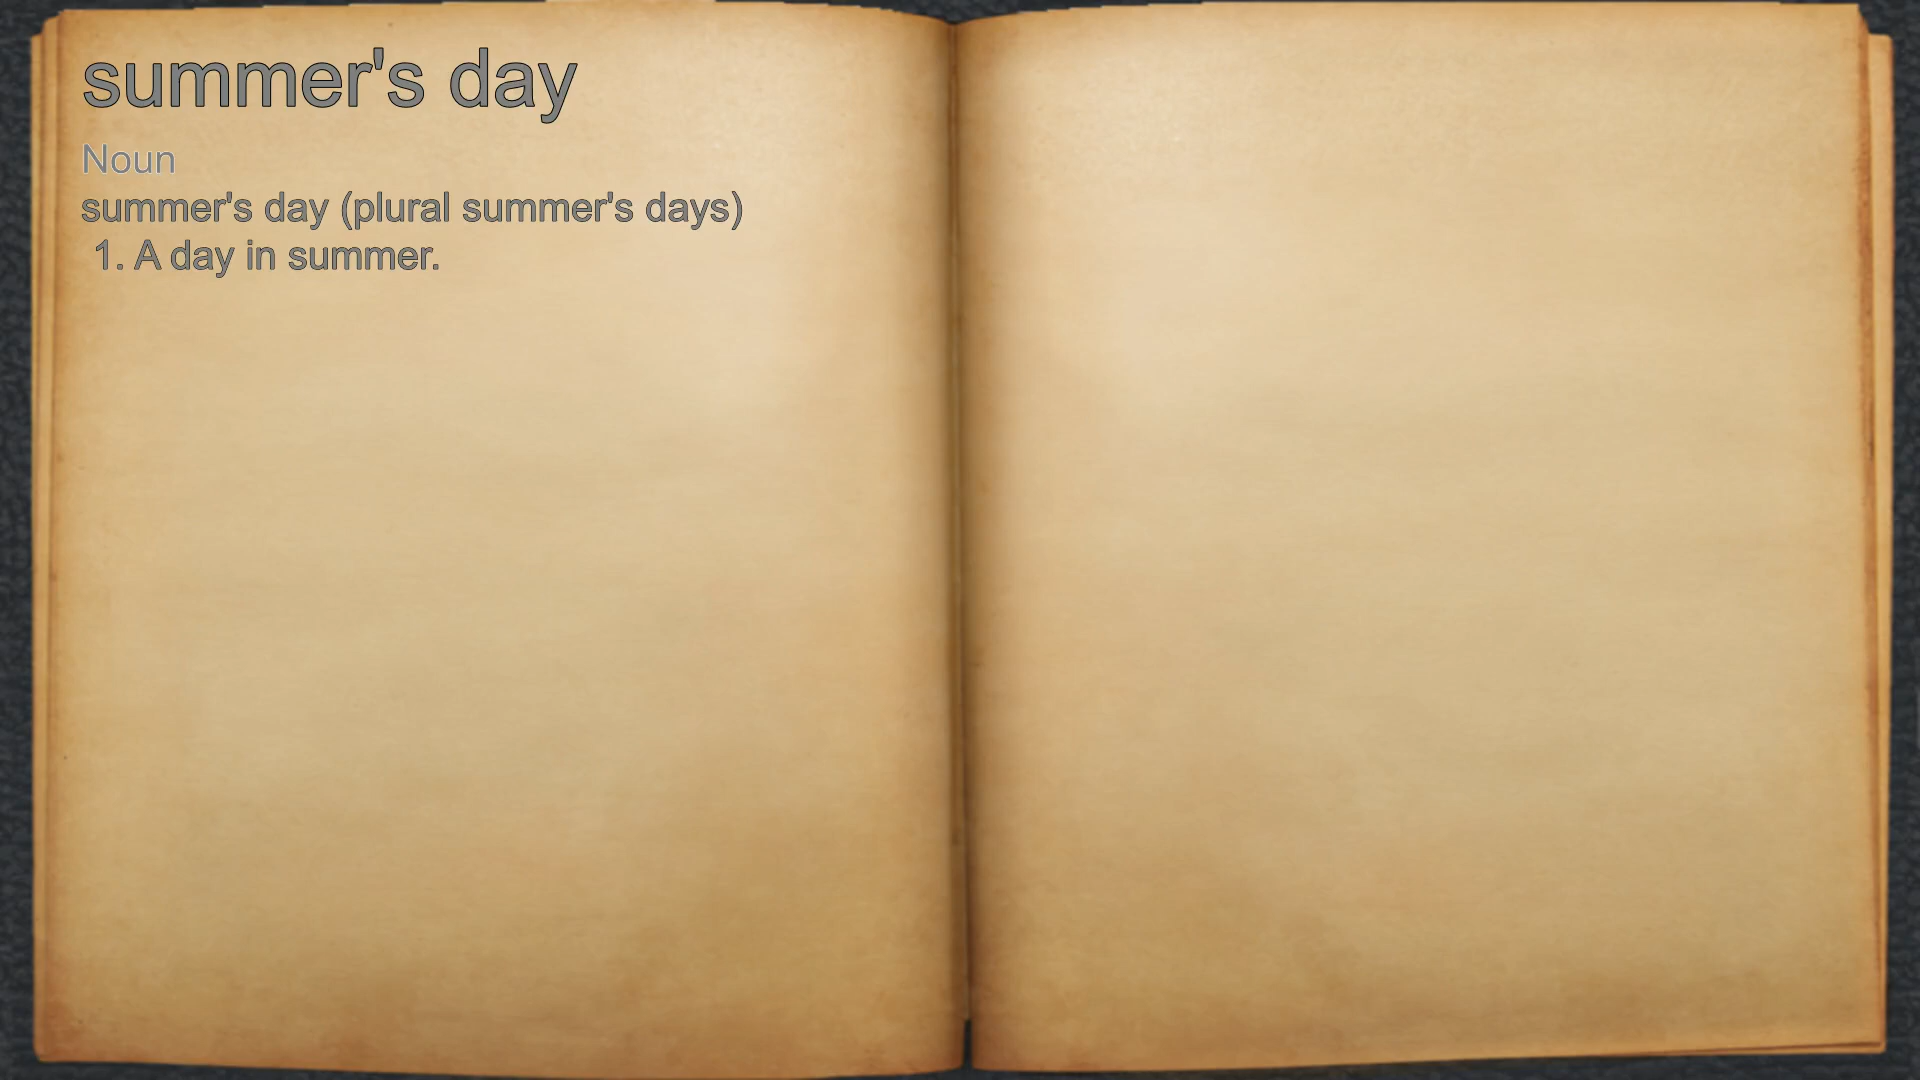 summer's day
Noun
summer's day (plural summer's days)
1. A day in summer.